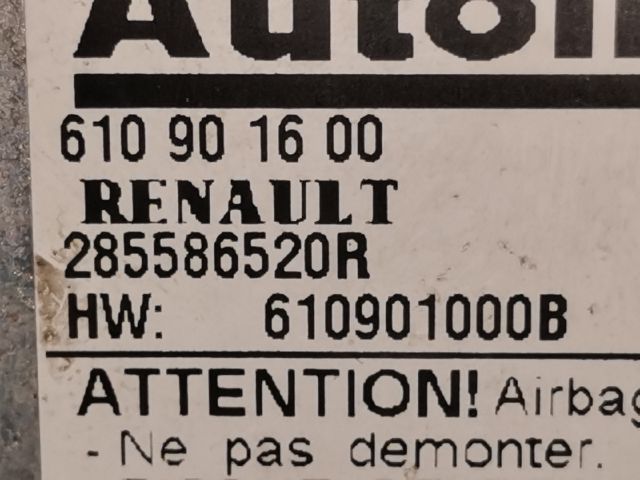 610 90 16 00
RENAULT
285586520R
HW: 610901000B
ATTENTION! Airbag
- Ne pas demonter.